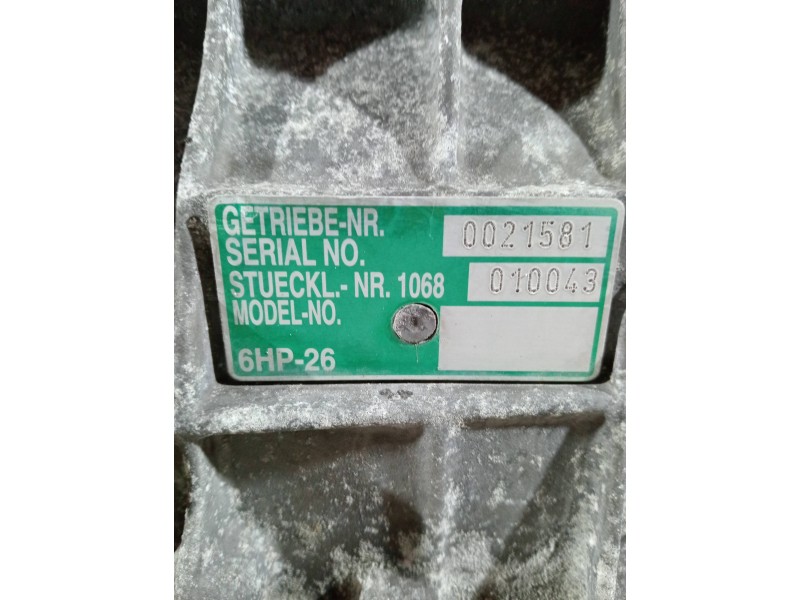 GETRIEBE-NR. 0021581
SERIAL NO.
STUECKL.- NR. 1068 010043
MODEL-NO.
6HP-26